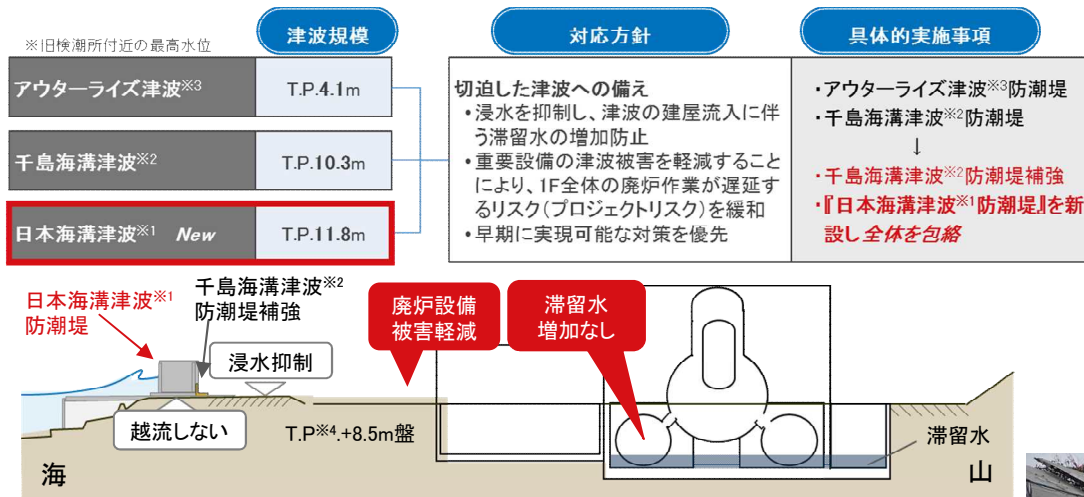 ※旧検潮所付近の最高水位
津波規模
対応方針
具体的実施事項
アウターライズ津波※3
T.P.4.1m
千島海溝津波※2
T.P.10.3m
日本海溝津波※1 New
T.P.11.8m
切迫した津波への備え
•浸水を抑制し、津波の建屋流入に伴
う滞留水の増加防止
•重要設備の津波被害を軽減すること
により、1F全体の廃炉作業が遅延す
るリスク(プロジェクトリスク)を緩和
•早期に実現可能な対策を優先
・アウターライズ津波※3防潮堤
・千島海溝津波※2防潮堤
↓
・千島海溝津波※2防潮堤補強
・『日本海溝津波※1防潮堤』を新
設し全体を包絡
日本海溝津波※1
防潮堤
千島海溝津波※2
防潮堤補強
浸水抑制
越流しない
廃炉設備
被害軽減
滞留水
増加なし
T.P※4.+8.5m盤
滞留水
海
山